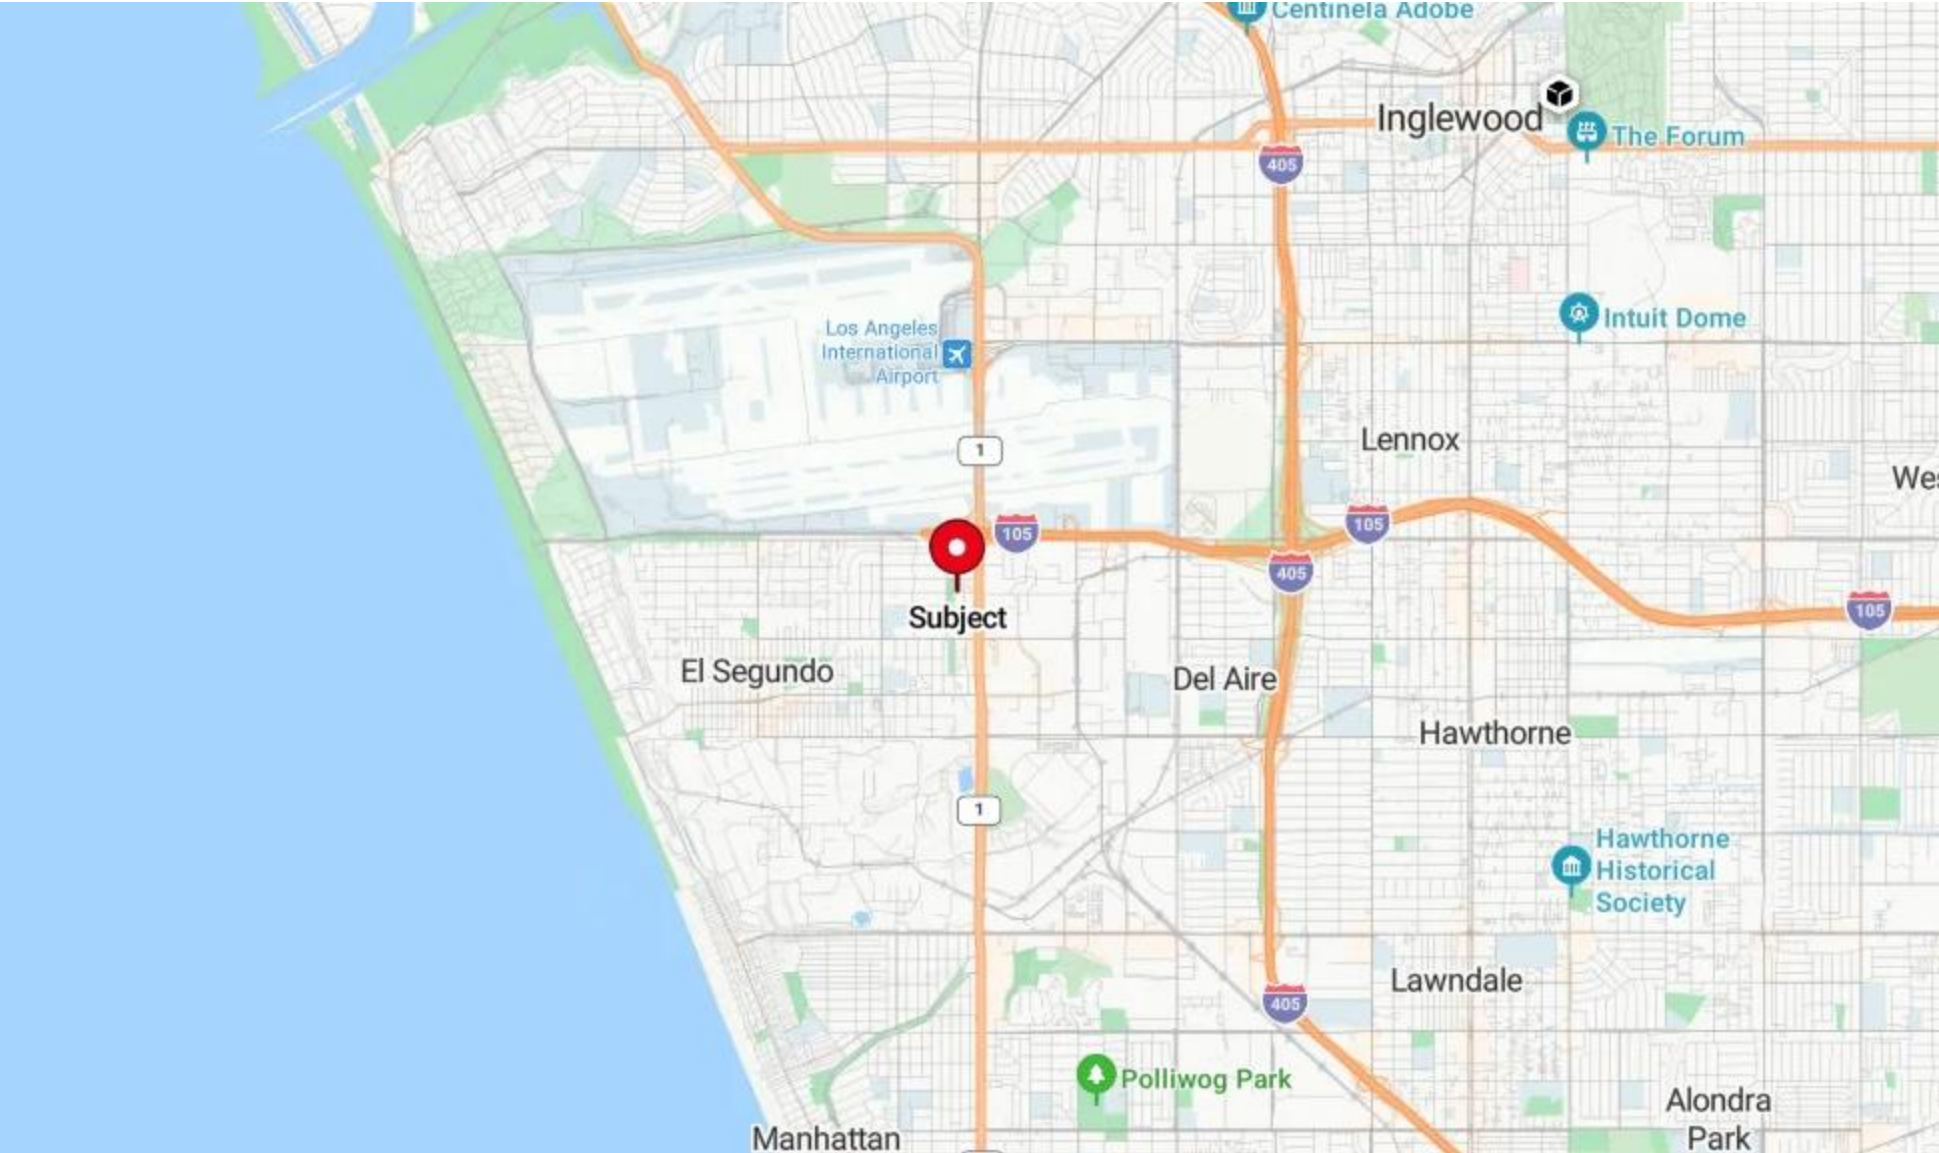 Centinela Adobe
Inglewood
The Forum
405
Intuit Dome
Los Angeles
International
Airport
Lennox
1
Wes
105
105
405
Subject
105
El Segundo
Del Aire
Hawthorne
1
Hawthorne
Historical
Society
Lawndale
405
Polliwog Park
Alondra
Park
Manhattan